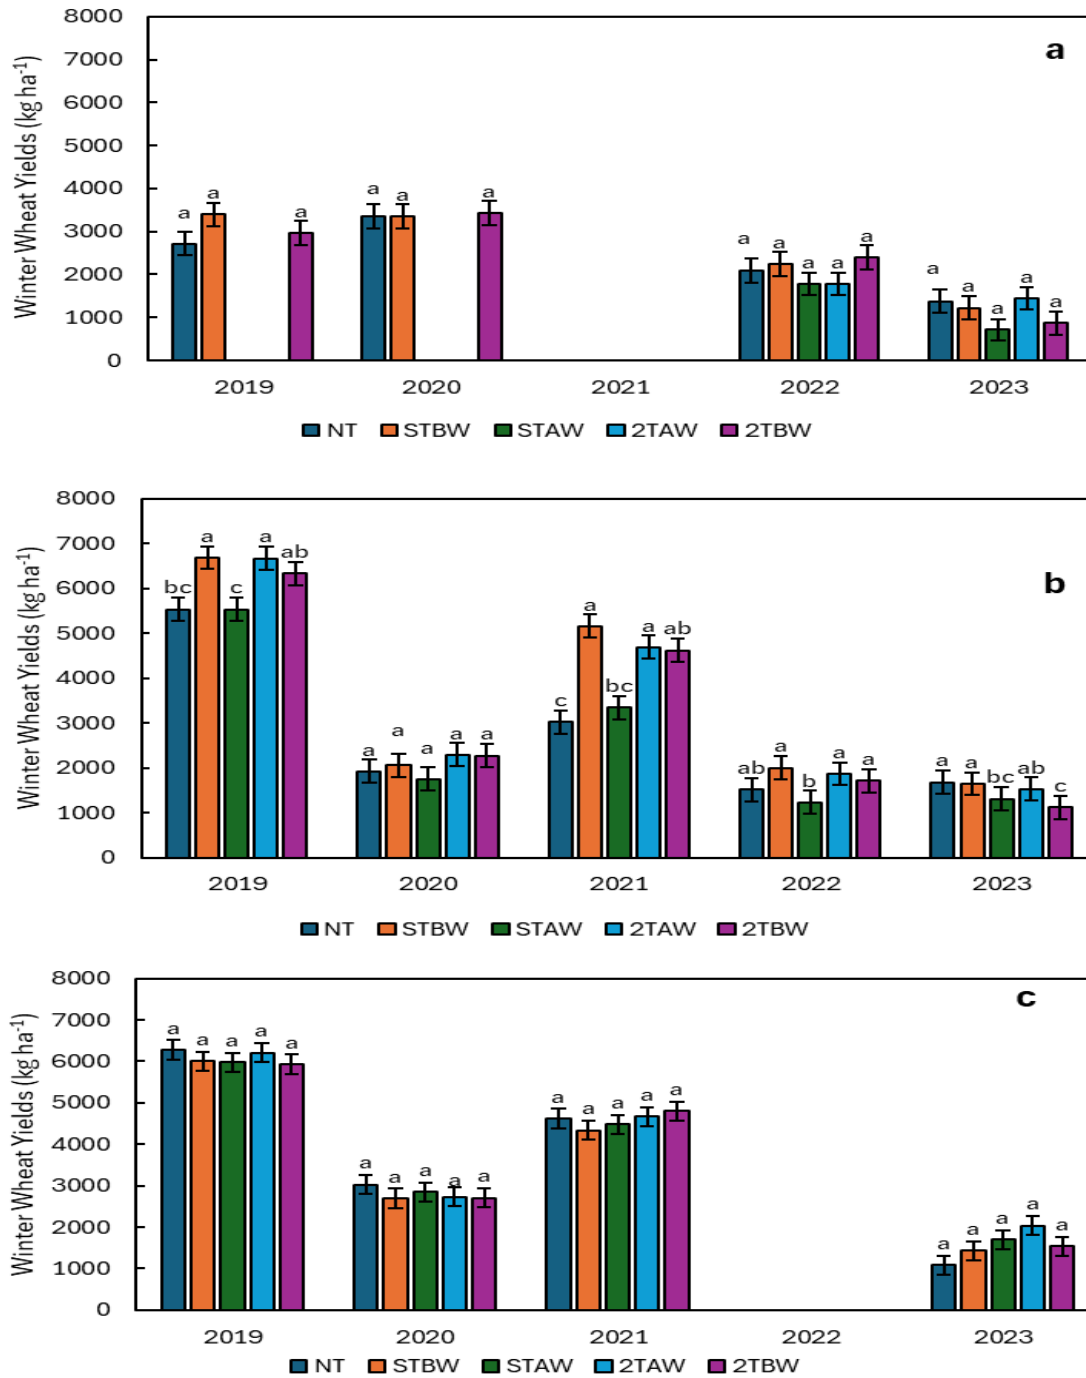 8000
a
7000
6000
5000
4000
3000
2000
1000
0
Winter Wheat Yields (kg ha-1)
a a a a a a
a a a a a
a a a a a
2019 2020 2021 2022 2023
NT STBW STAW 2TAW 2TBW
8000
7000
6000
5000
4000
3000
2000
1000
0
Winter Wheat Yields (kg ha-1)
b
bc a c a ab
a a a a a
c a bc a ab
ab a b a a
a a bc ab c
2019 2020 2021 2022 2023
NT STBW STAW 2TAW 2TBW
8000
7000
6000
5000
4000
3000
2000
1000
0
Winter Wheat Yields (kg ha-1)
c
a a a a a
a a a a a
a a a a a
a a a a a
2019 2020 2021 2022 2023
NT STBW STAW 2TAW 2TBW